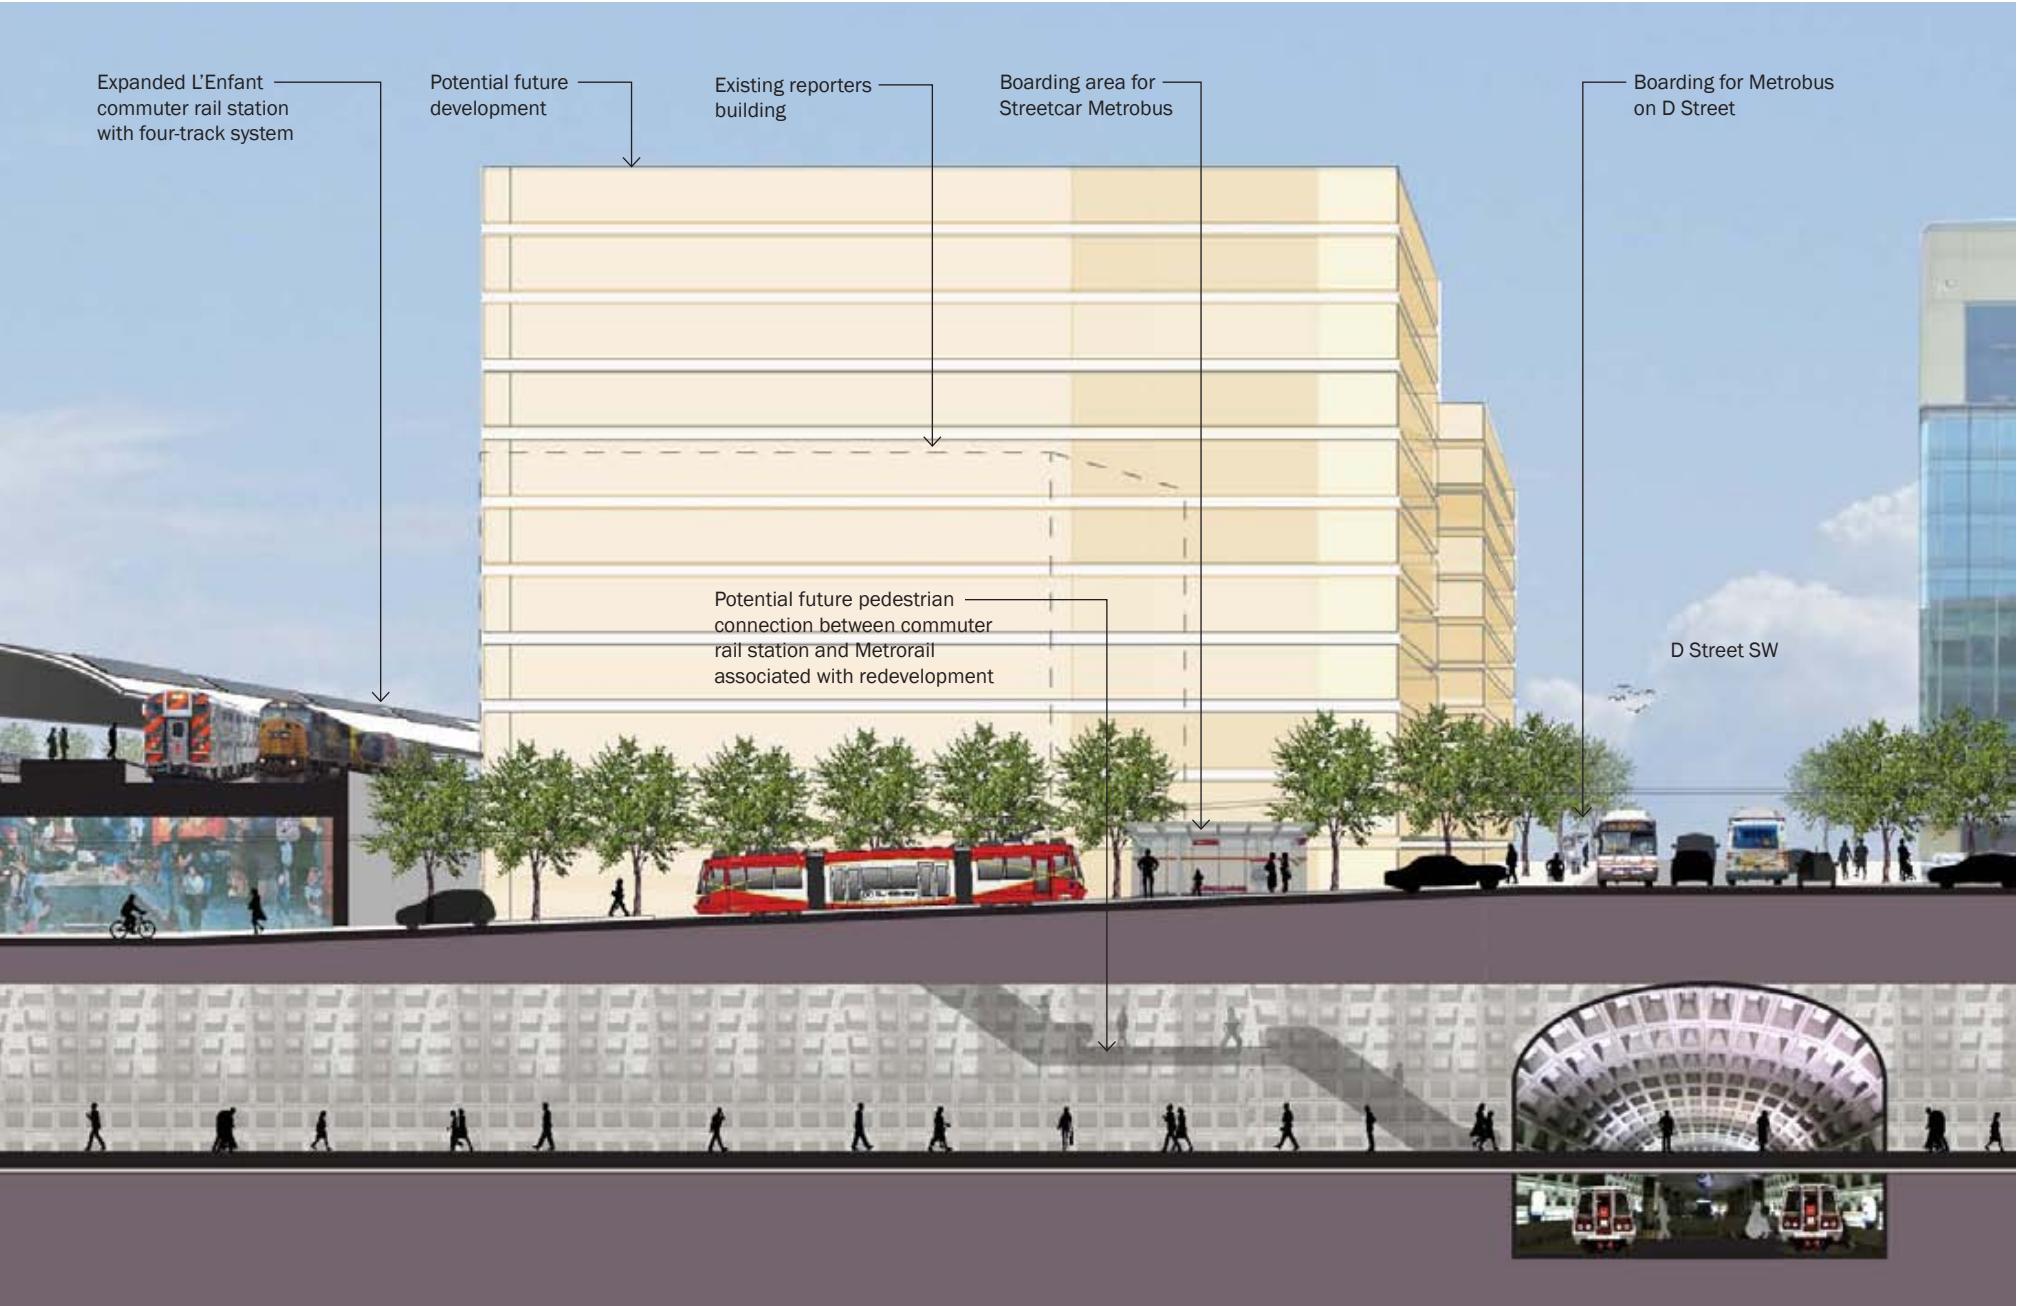 Expanded L'Enfant
commuter rail station
with four-track system
Potential future
development
Existing reporters
building
Boarding area for
Streetcar Metrobus
Boarding for Metrobus
on D Street
Potential future pedestrian
connection between commuter
rail station and Metrorail
associated with redevelopment
D Street SW